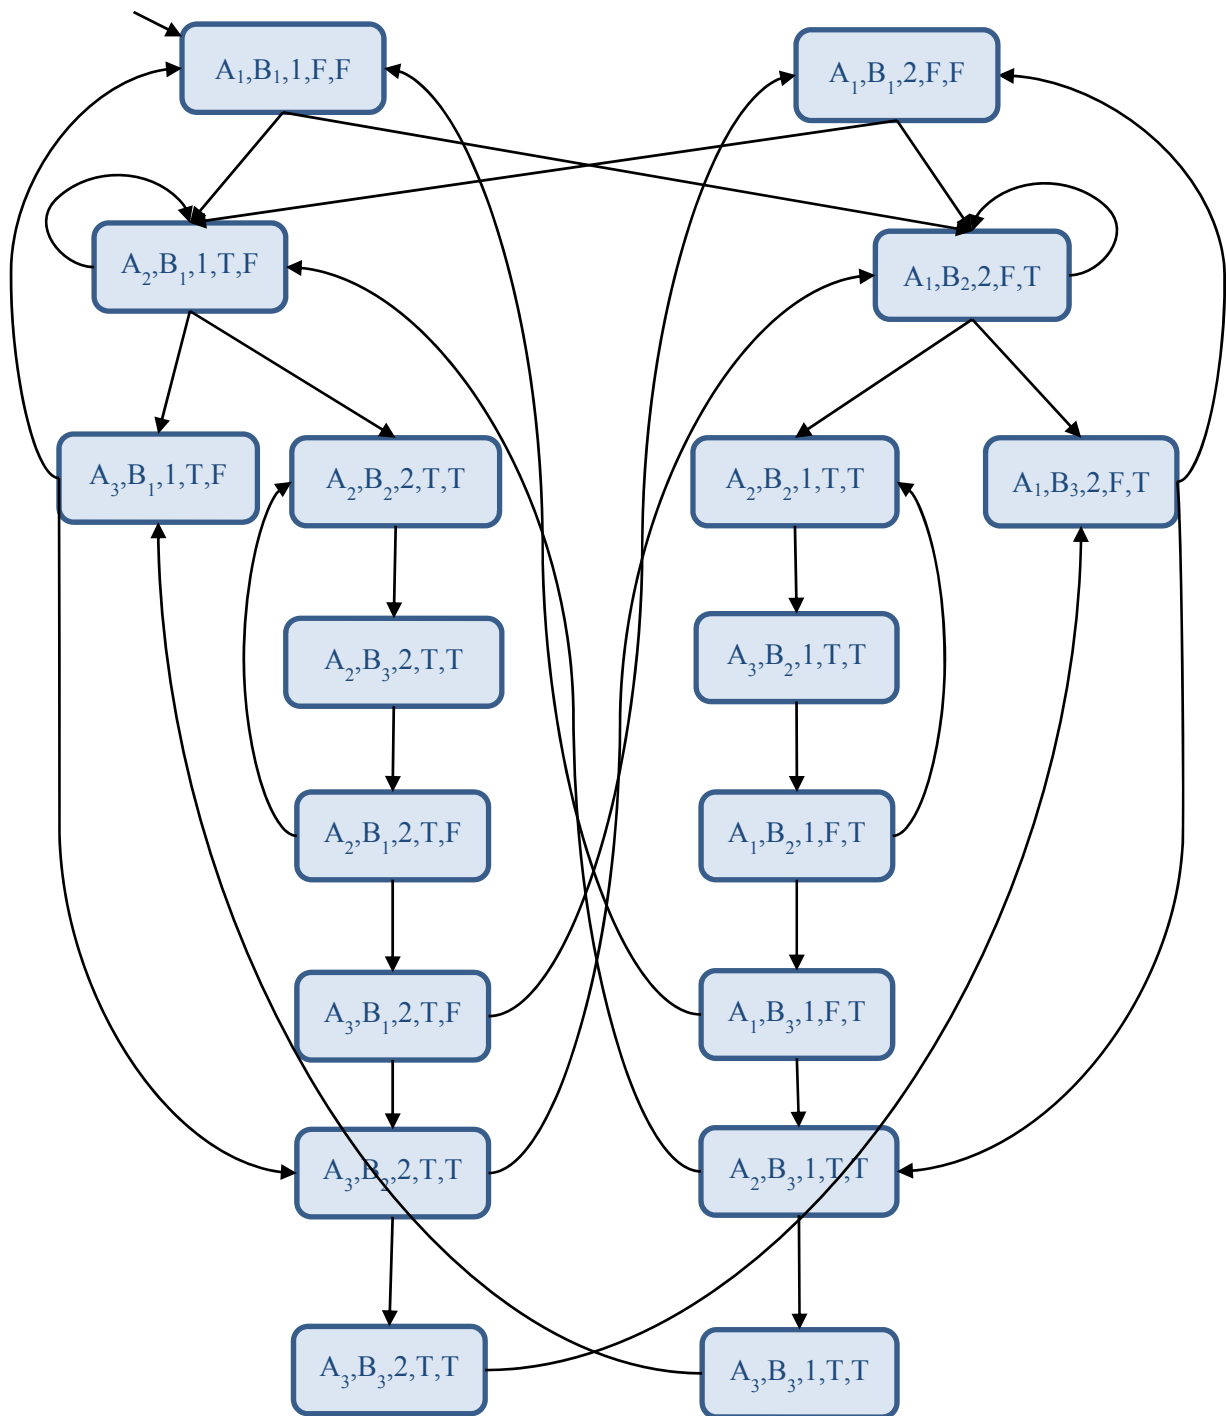 A₁,B₁,1,F,F
A₁,B₁,2,F,F
A₂,B₁,1,T,F
A₁,B₂,2,F,T
A₃,B₁,1,T,F
A₂,B₂,2,T,T
A₂,B₂,1,T,T
A₁,B₃,2,F,T
A₂,B₃,2,T,T
A₃,B₂,1,T,T
A₂,B₁,2,T,F
A₁,B₂,1,F,T
A₃,B₁,2,T,F
A₁,B₃,1,F,T
A₃,B₂,2,T,T
A₂,B₃,1,T,T
A₃,B₃,2,T,T
A₃,B₃,1,T,T